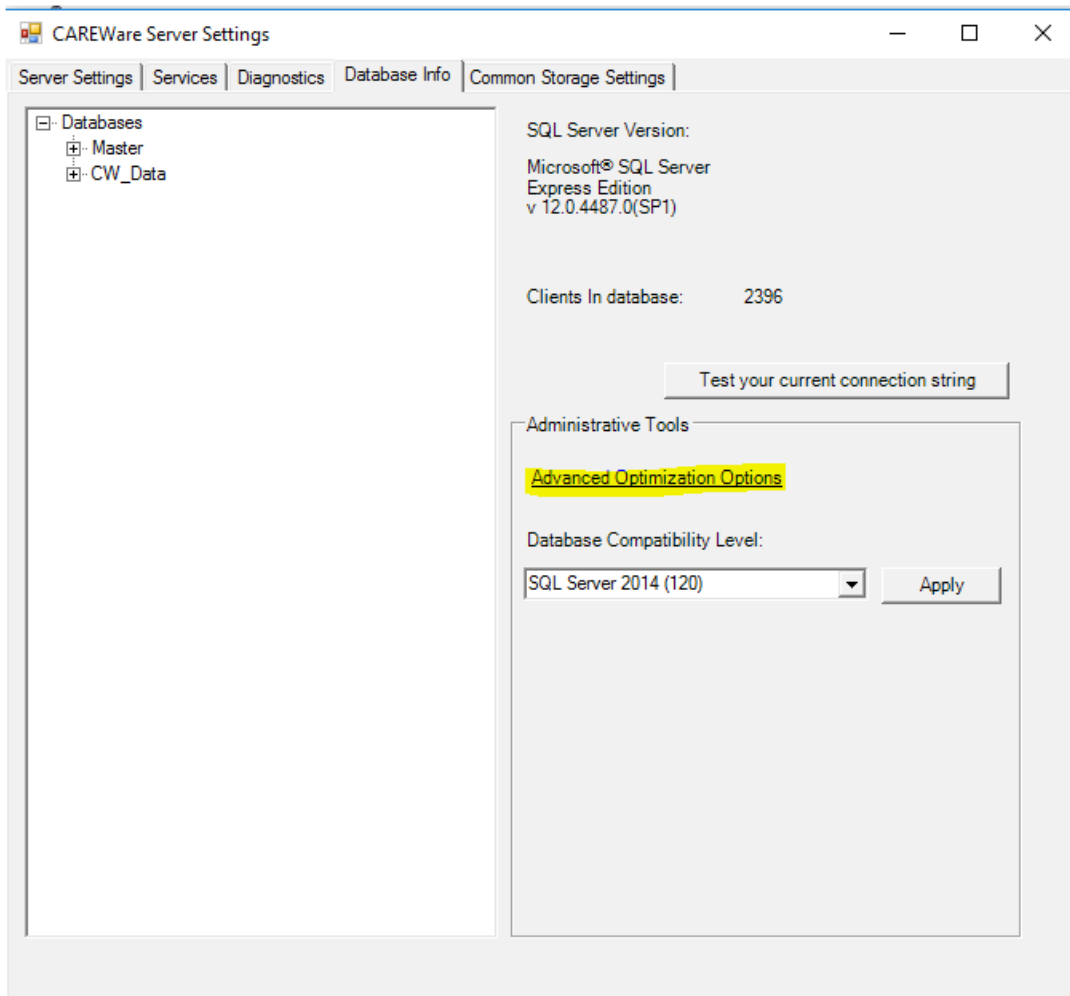 CAREWare Server Settings
Server Settings Services Diagnostics Database Info Common Storage Settings
Databases
Master
CW_Data
SQL Server Version:
Microsoft® SQL Server
Express Edition
v 12.0.4487.0(SP1)
Clients In database: 2396
Test your current connection string
Administrative Tools
Advanced Optimization Options
Database Compatibility Level:
SQL Server 2014 (120) Apply